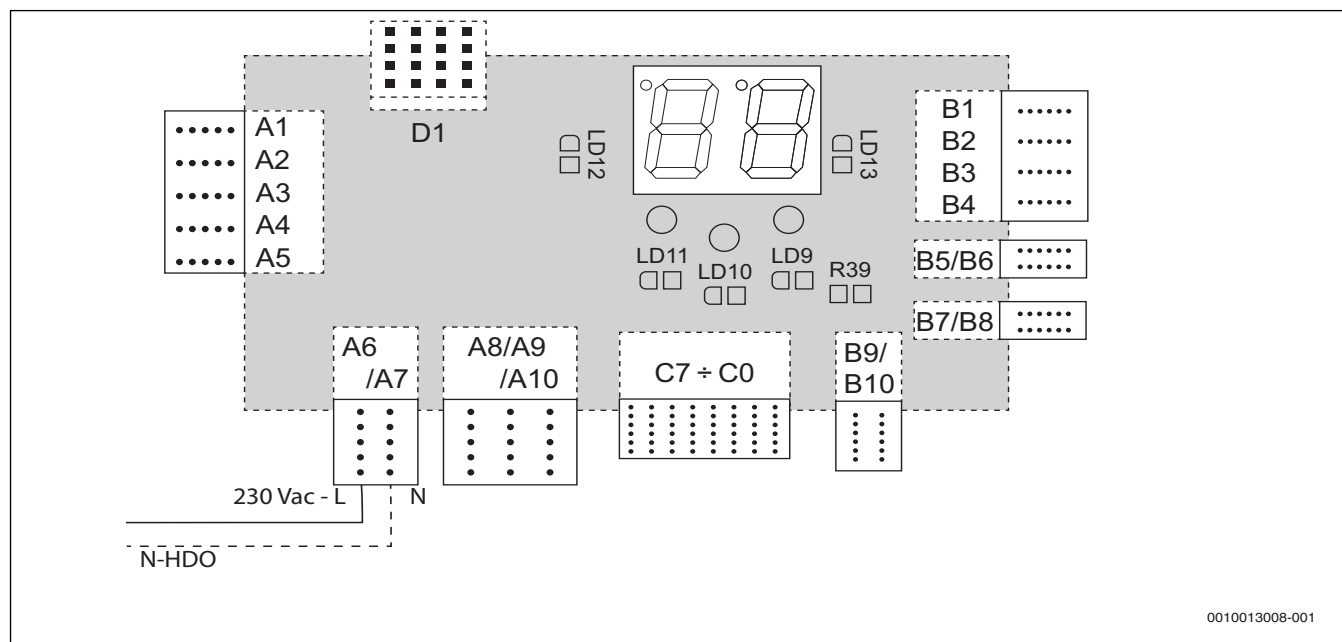 D1
A1
A2
A3
A4
A5
LD12
LD13
B1
B2
B3
B4
LD11
LD10
LD9
R39
B5/B6
B7/B8
A6
/A7
A8/A9
/A10
C7 ÷ C0
B9/
B10
230 Vac - L
N
N-HDO
0010013008-001